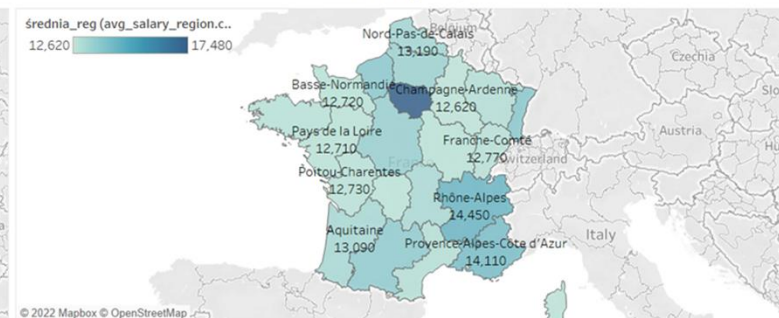 średnia_reg (avg_salary_region.c..
12,620 17,480
Nord-Pas-de-Calais
13,190
Belgium
Czechia
Basse-Normandie
12,720
Champagne-Ardenne
12,620
Pays de la Loire
12,710
Franche-Comté
12,770
Austria
Switzerland
France
Poitou-Charentes
12,730
Rhône-Alpes
14,450
Aquitaine
13,090
Provence-Alpes-Côte d'Azur
14,110
Italy
© 2022 Mapbox © OpenStreetMap